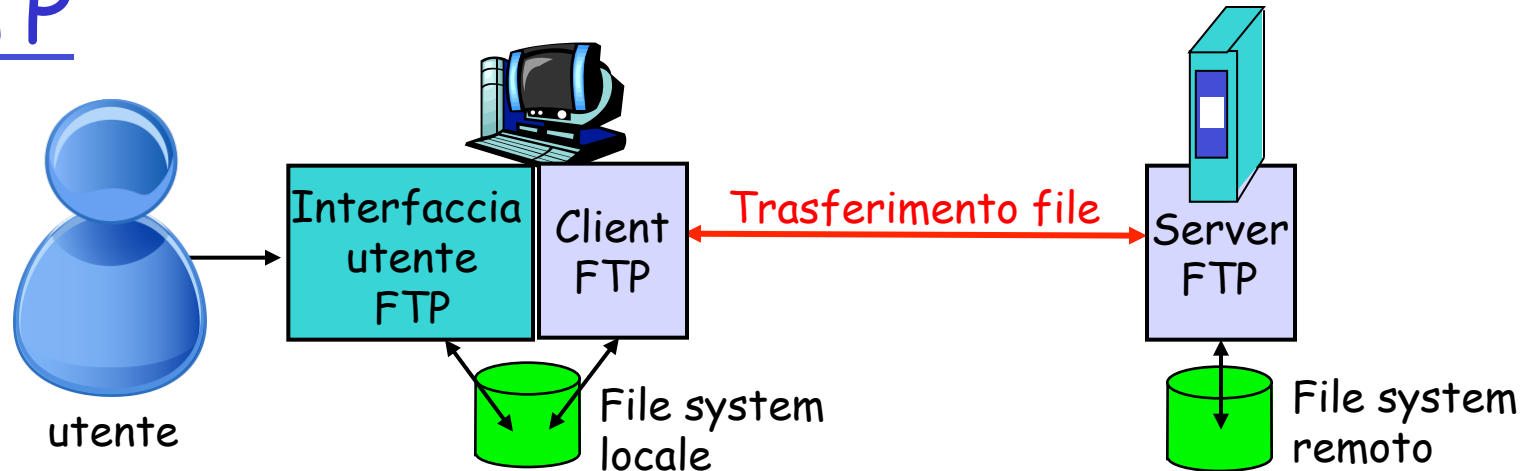 Interfaccia
utente
FTP
Client
FTP
Trasferimento file
Server
FTP
utente
File system
locale
File system
remoto